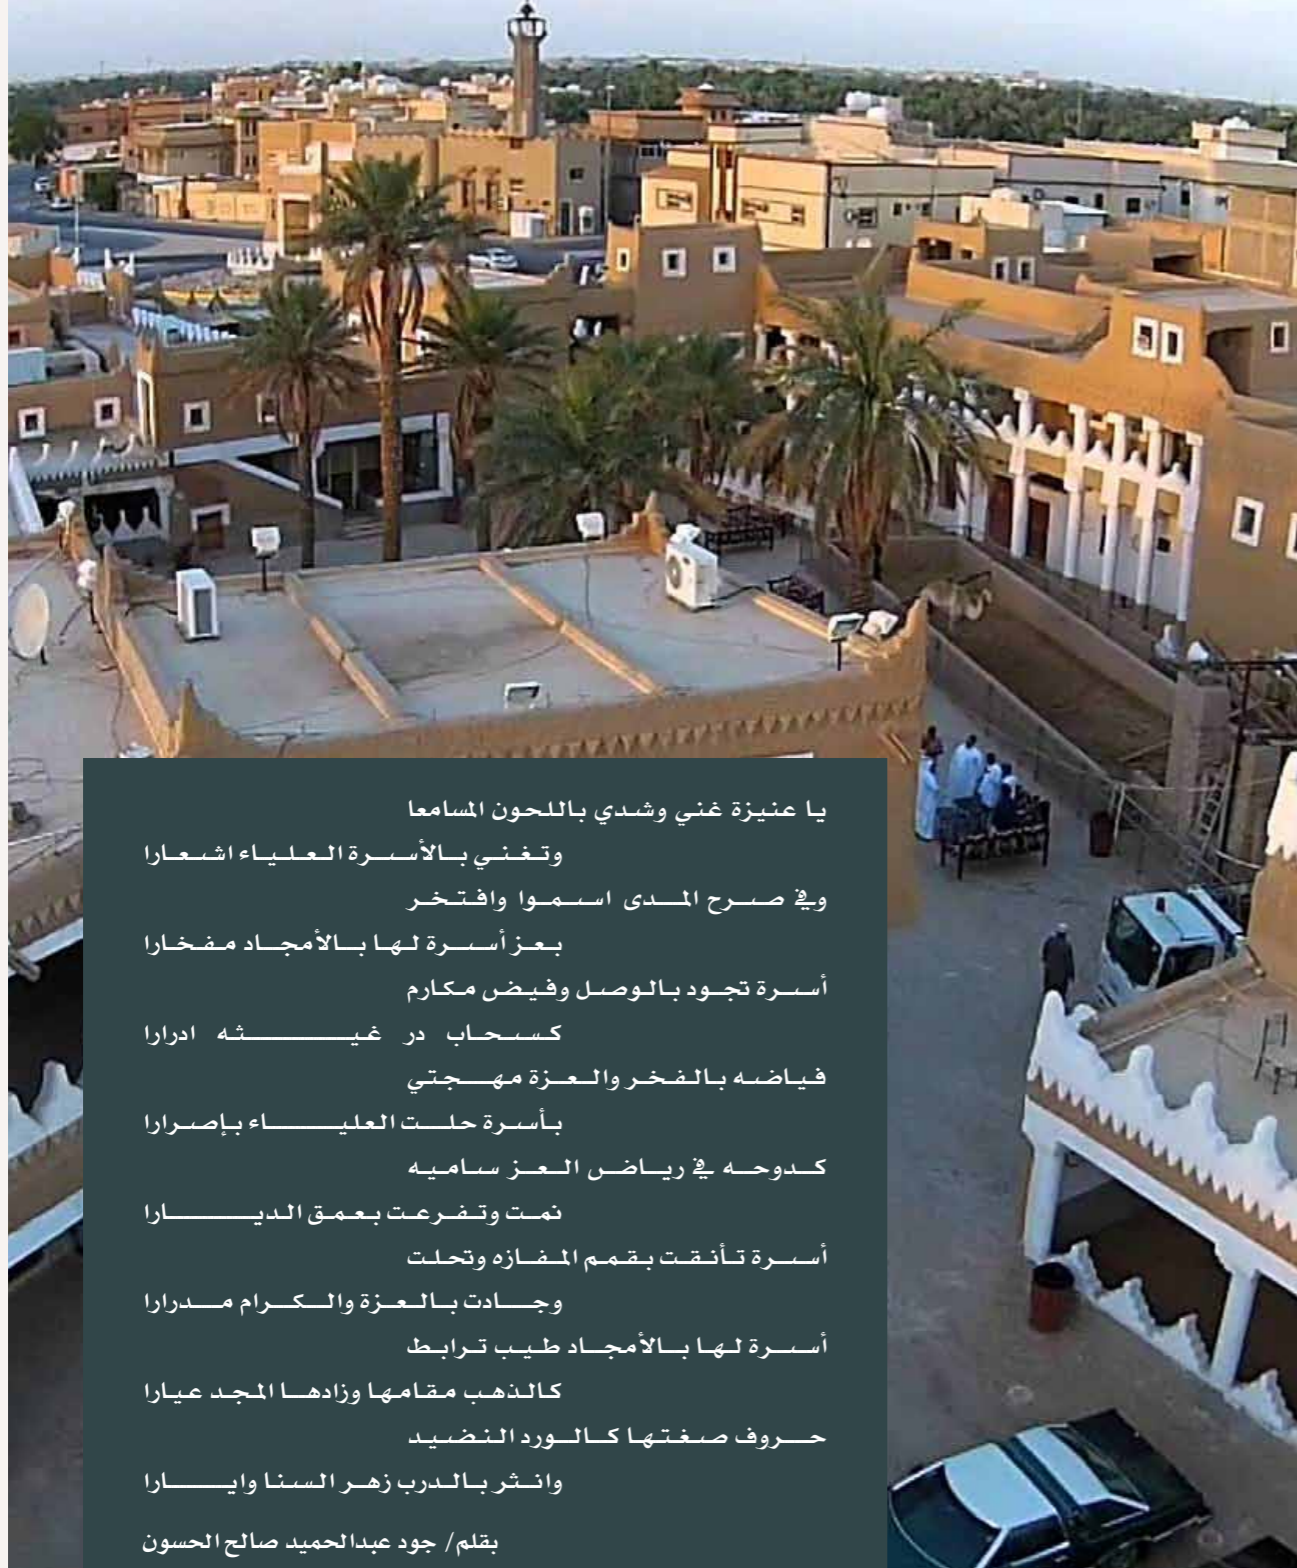 يا عنيزة غني وشدي باللحون المسامعا
وتغني بالأسرة العلياء اشعارا
وفي صرح المدى اسموا وافتخر
بعز أسرة لها بالأمجاد مفخارا
أسرة تجود بالوصل وفيض مكارم
كسحاب در غيثه ادرارا
فياضه بالفخر والعزة مهجتي
بأسرة حلت العلياء بإصرارا
كدوحه في رياض العز ساميه
نمت وتفرعت بعمق الديارا
أسرة تأنقت بقمم المفازه وتحلت
وجادت بالعزة والكرام مدرارا
أسرة لها بالأمجاد طيب ترابط
كالذهب مقامها وزادها المجد عيارا
حروف صغتها كالورد النضيد
وانثر بالدرب زهر السنا وايارا
بقلم/ جود عبدالحميد صالح الحسون